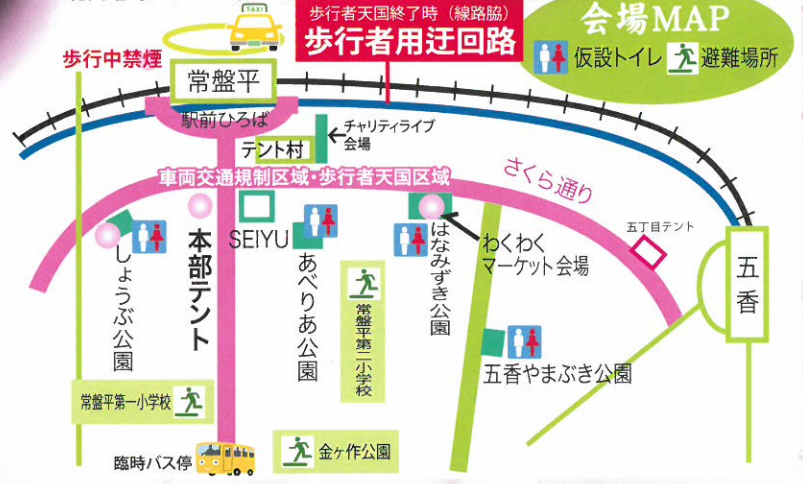 TAXI
歩行者天国終了時（線路脇）
歩行者用迂回路
会場MAP
仮設トイレ
避難場所
歩行中禁煙
常盤平
駅前ひろば
チャリティライブ
会場
テント村
車両交通規制区域・歩行者天国区域
さくら通り
五丁目テント
五香
しょうぶ公園
本部テント
SEIYU
あべりあ公園
はなみずき公園
わくわく
マーケット会場
常盤平第二小学校
五香やまぶき公園
常盤平第一小学校
臨時バス停
金ヶ作公園